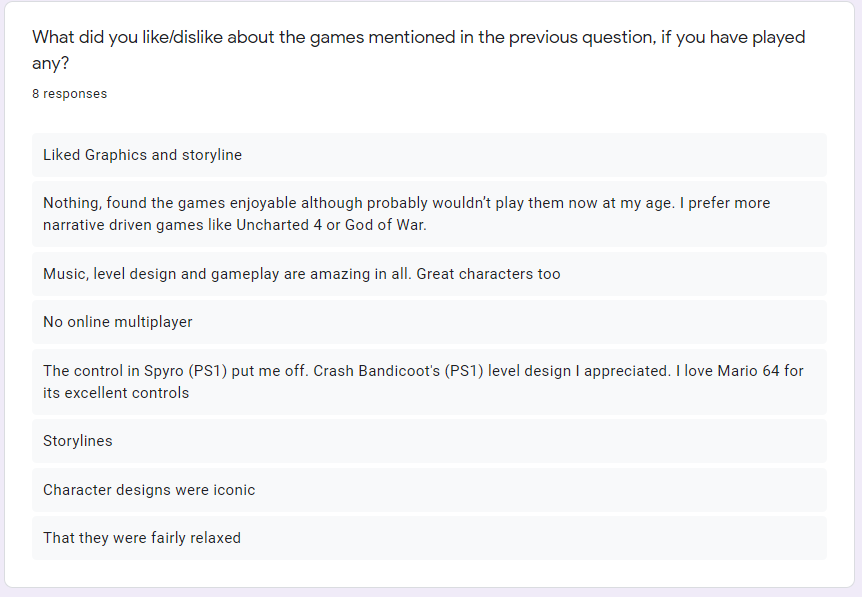 What did you like/dislike about the games mentioned in the previous question, if you have played
any?
8 responses
Liked Graphics and storyline
Nothing, found the games enjoyable although probably wouldn’t play them now at my age. I prefer more
narrative driven games like Uncharted 4 or God of War.
Music, level design and gameplay are amazing in all. Great characters too
No online multiplayer
The control in Spyro (PS1) put me off. Crash Bandicoot's (PS1) level design I appreciated. I love Mario 64 for
its excellent controls
Storylines
Character designs were iconic
That they were fairly relaxed